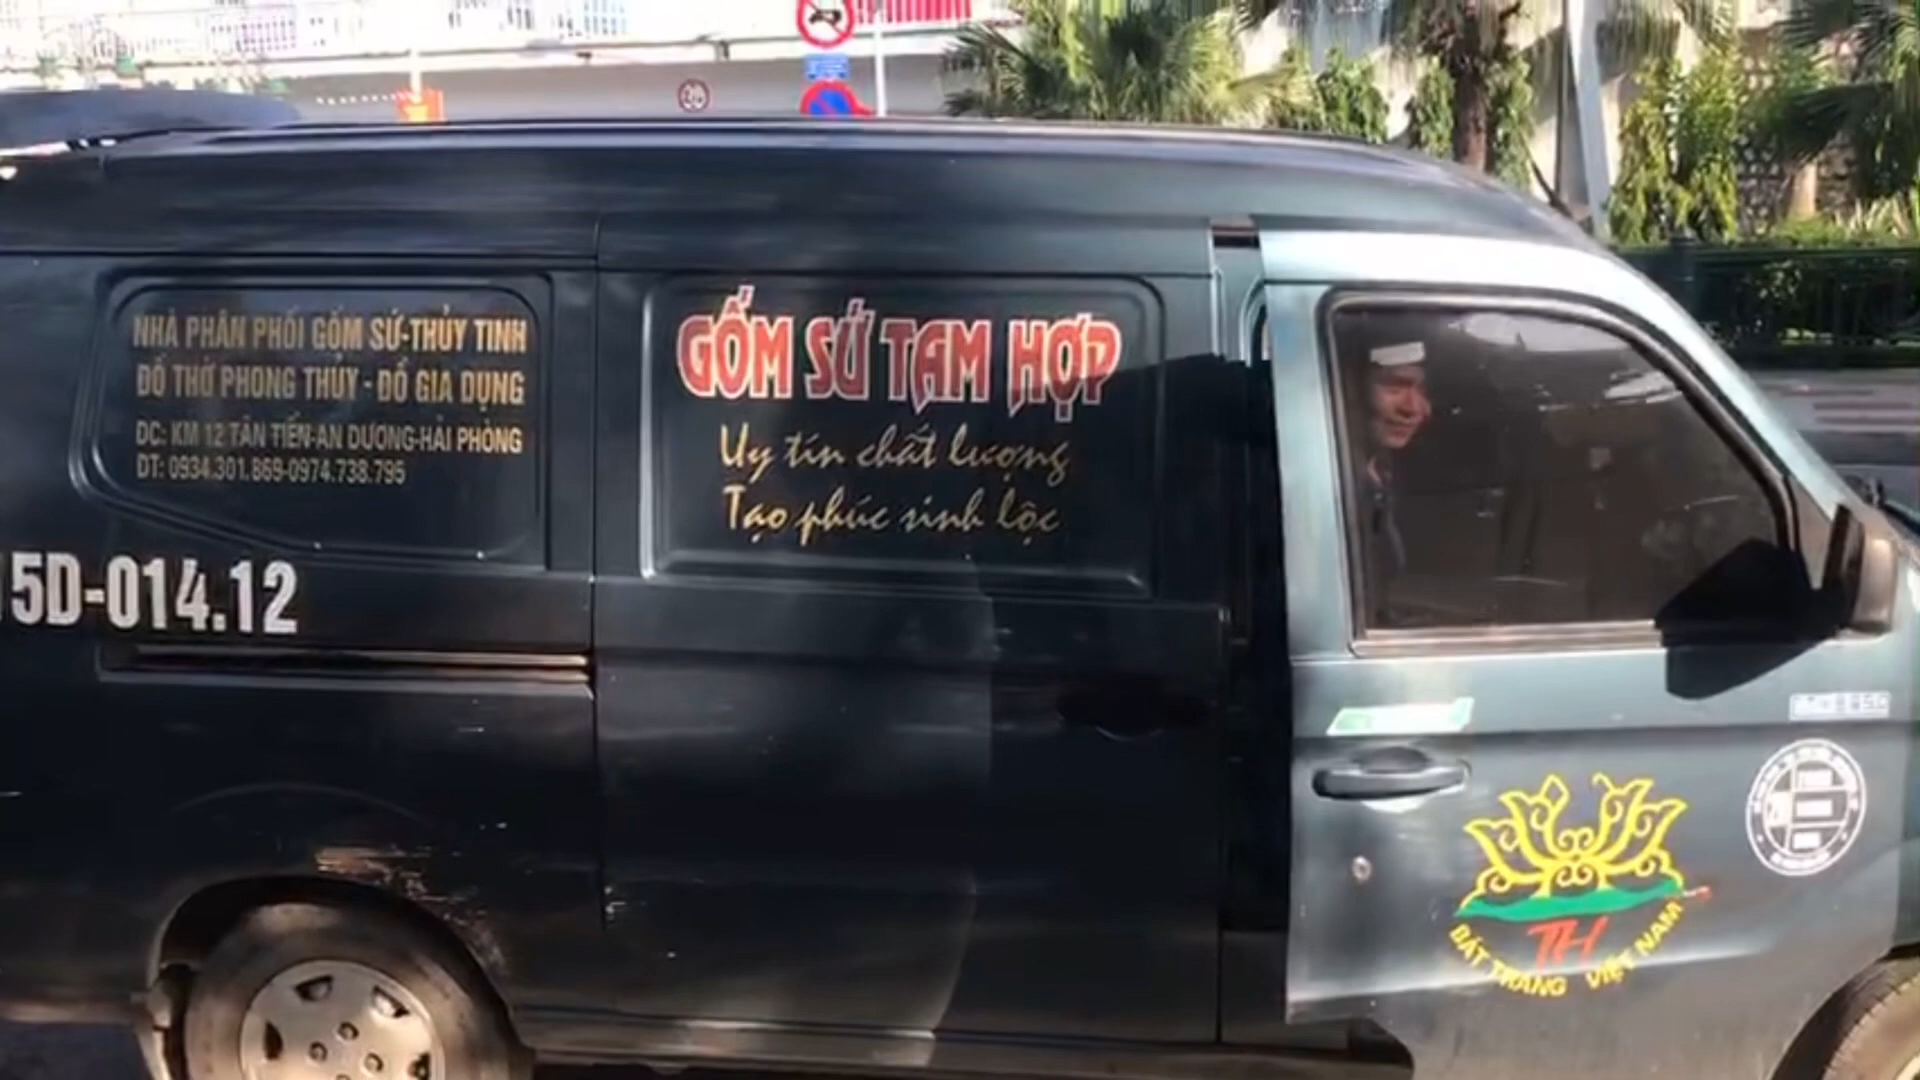 NHÀ PHÂN PHỐI GỐM SỨ-THỦY TINH
ĐỒ THỜ PHONG THỦY - ĐỒ GIA DỤNG
DC: KM 12 TÂN TIẾN-AN DƯƠNG-HẢI PHÒNG
DT: 0934.301.869-0974.738.795
GỐM SỨ TAM HỢP
Uy tín chất lượng
Tạo phúc sinh lộc
5D-014.12
TH
BÁT TRANG VIỆT NAM